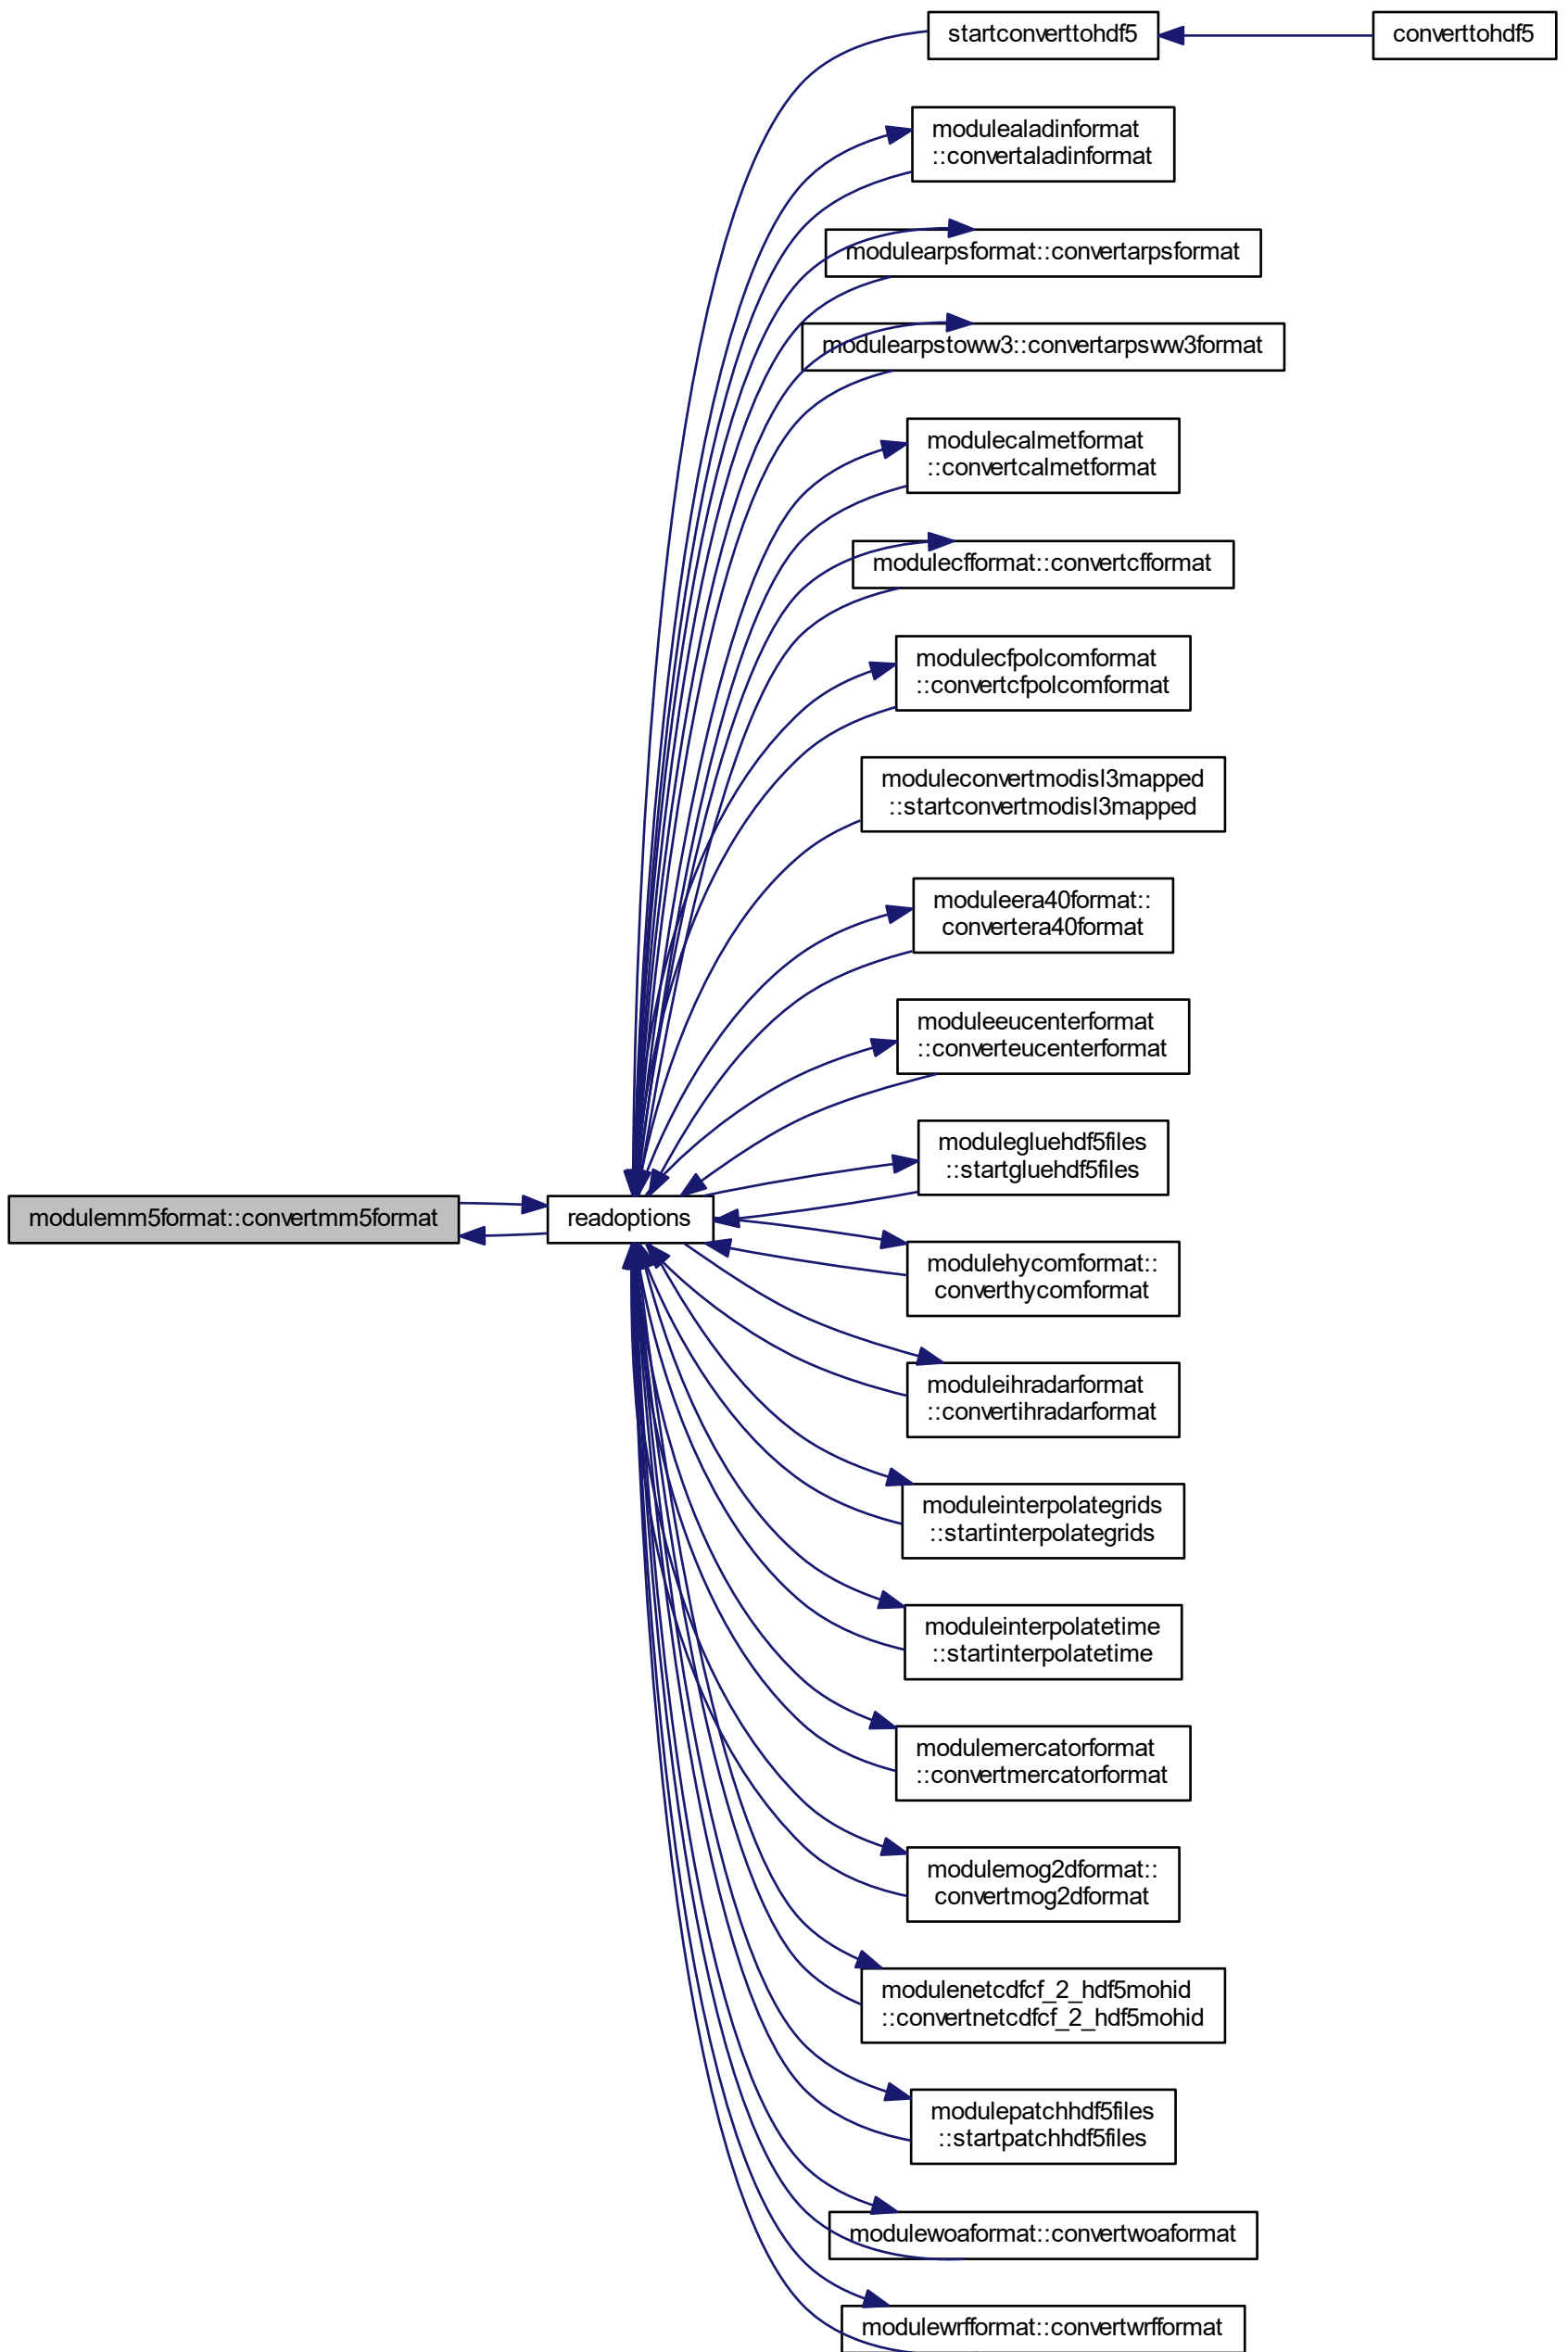 startconverttohdf5
converttohdf5
modulealadinformat
::convertaladinformat
modulearpsformat::convertarpsformat
modulearpstoww3::convertarpsww3format
modulecalmetformat
::convertcalmetformat
modulecfformat::convertcfformat
modulecfpolcomformat
::convertcfpolcomformat
moduleconvertmodisl3mapped
::startconvertmodisl3mapped
moduleera40format::
convertera40format
moduleeucenterformat
::converteucenterformat
modulegluehdf5files
::startgluehdf5files
modulemm5format::convertmm5format
readoptions
modulehycomformat::
converthycomformat
moduleihradarformat
::convertihradarformat
moduleinterpolategrids
::startinterpolategrids
moduleinterpolatetime
::startinterpolatetime
modulemercatorformat
::convertmercatorformat
modulemog2dformat::
convertmog2dformat
modulenetcdfcf_2_hdf5mohid
::convertnetcdfcf_2_hdf5mohid
modulepatchhdf5files
::startpatchhdf5files
modulewoaformat::convertwoaformat
modulewrfformat::convertwrfformat